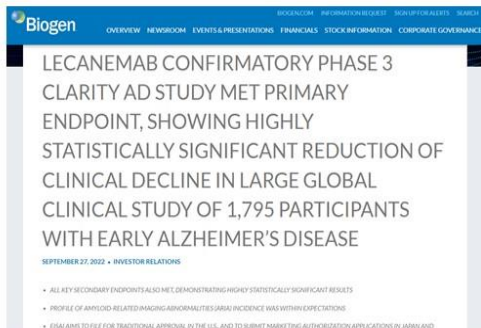 BIOGEN.COM INFORMATION REQUEST SIGN UP FOR ALERTS SEARCH
Biogen
OVERVIEW NEWSROOM EVENTS & PRESENTATIONS FINANCIALS STOCK INFORMATION CORPORATE GOVERNANCE
LECANEMAB CONFIRMATORY PHASE 3
CLARITY AD STUDY MET PRIMARY
ENDPOINT, SHOWING HIGHLY
STATISTICALLY SIGNIFICANT REDUCTION OF
CLINICAL DECLINE IN LARGE GLOBAL
CLINICAL STUDY OF 1,795 PARTICIPANTS
WITH EARLY ALZHEIMER'S DISEASE
SEPTEMBER 27, 2022 • INVESTOR RELATIONS
• ALL KEY SECONDARY ENDPOINTS ALSO MET, DEMONSTRATING HIGHLY STATISTICALLY SIGNIFICANT RESULTS
• PROFILE OF AMYLOID-RELATED IMAGING ABNORMALITIES (ARIA) INCIDENCE WAS WITHIN EXPECTATIONS
• EISAI AIMS TO FILE FOR TRADITIONAL APPROVAL IN THE U.S. AND TO SUBMIT MARKETING AUTHORIZATION APPLICATIONS IN JAPAN AND